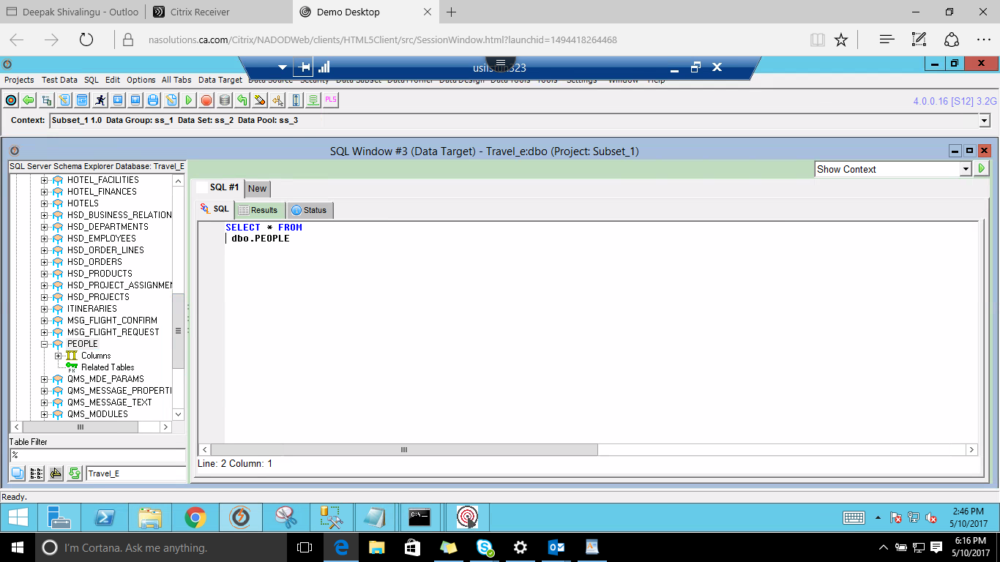 Deepak Shivalingu - Outloo
Citrix Receiver
Demo Desktop
nasolutions.ca.com/Citrix/NADODWeb/clients/HTML5Client/src/SessionWindow.html?launchid=1494418264468
Projects Test Data SQL Edit Options All Tabs Data Target Data Source Security Data Subset Data Profiler Data Design Data Tools Tools Settings Window Help
PLS
4.0.0.16 [S12] 3.2G
Context: Subset_1 1.0 Data Group: ss_1 Data Set: ss_2 Data Pool: ss_3
SQL Window #3 (Data Target) - Travel_e:dbo (Project: Subset_1)
SQL Server Schema Explorer Database: Travel_E
Show Context
HOTEL_FACILITIES
HOTEL_FINANCES
HOTELS
HSD_BUSINESS_RELATION
HSD_DEPARTMENTS
HSD_EMPLOYEES
HSD_ORDER_LINES
HSD_ORDERS
HSD_PRODUCTS
HSD_PROJECT_ASSIGNMEN
HSD_PROJECTS
ITINERARIES
MSG_FLIGHT_CONFIRM
MSG_FLIGHT_REQUEST
PEOPLE
Columns
FK
Related Tables
QMS_MDE_PARAMS
QMS_MESSAGE_PROPERTI
QMS_MESSAGE_TEXT
QMS_MODULES
Table Filter
%
Travel_E
SQL #1 New
SQL Results Status
SELECT * FROM
dbo.PEOPLE
Line: 2 Column: 1
Ready.
2:46 PM
5/10/2017
I'm Cortana. Ask me anything.
6:16 PM
5/10/2017